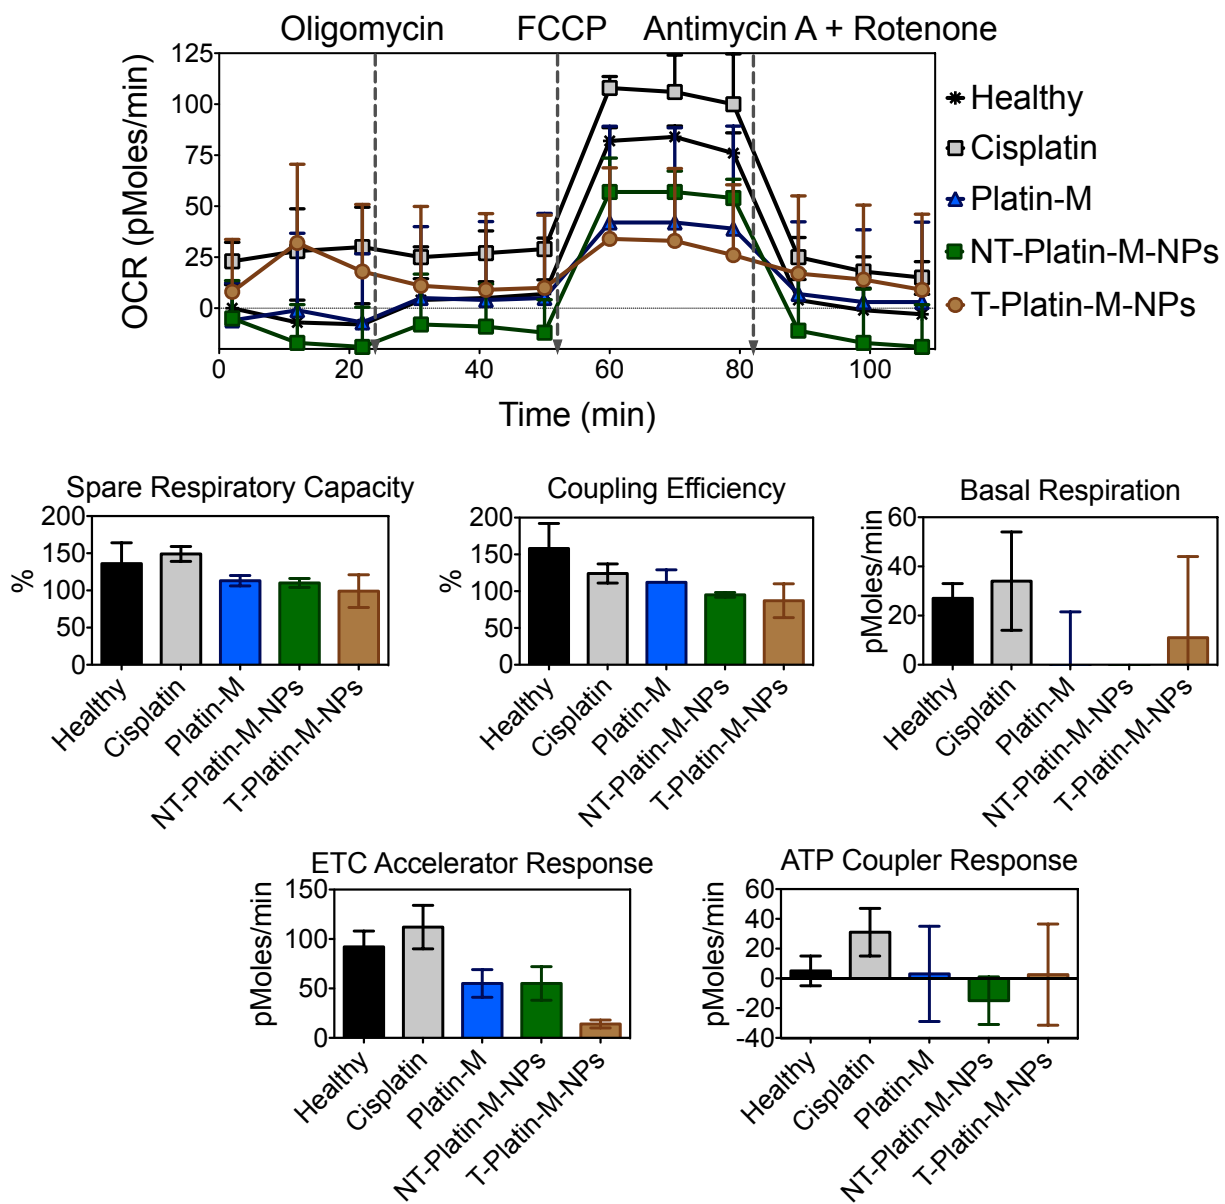 Oligomycin FCCP Antimycin A + Rotenone
OCR (pMoles/min)
125
100
75
50
25
0
0 20 40 60 80 100
Time (min)
Healthy
Cisplatin
Platin-M
NT-Platin-M-NPs
T-Platin-M-NPs
Spare Respiratory Capacity
%
200
150
100
50
0
Healthy
Cisplatin
Platin-M
NT-Platin-M-NPs
T-Platin-M-NPs
Coupling Efficiency
%
200
150
100
50
0
Healthy
Cisplatin
Platin-M
NT-Platin-M-NPs
T-Platin-M-NPs
Basal Respiration
pMoles/min
60
40
20
0
Healthy
Cisplatin
Platin-M
NT-Platin-M-NPs
T-Platin-M-NPs
ETC Accelerator Response
pMoles/min
150
100
50
0
Healthy
Cisplatin
Platin-M
NT-Platin-M-NPs
T-Platin-M-NPs
ATP Coupler Response
pMoles/min
60
40
20
0
-20
-40
Healthy
Cisplatin
Platin-M
NT-Platin-M-NPs
T-Platin-M-NPs